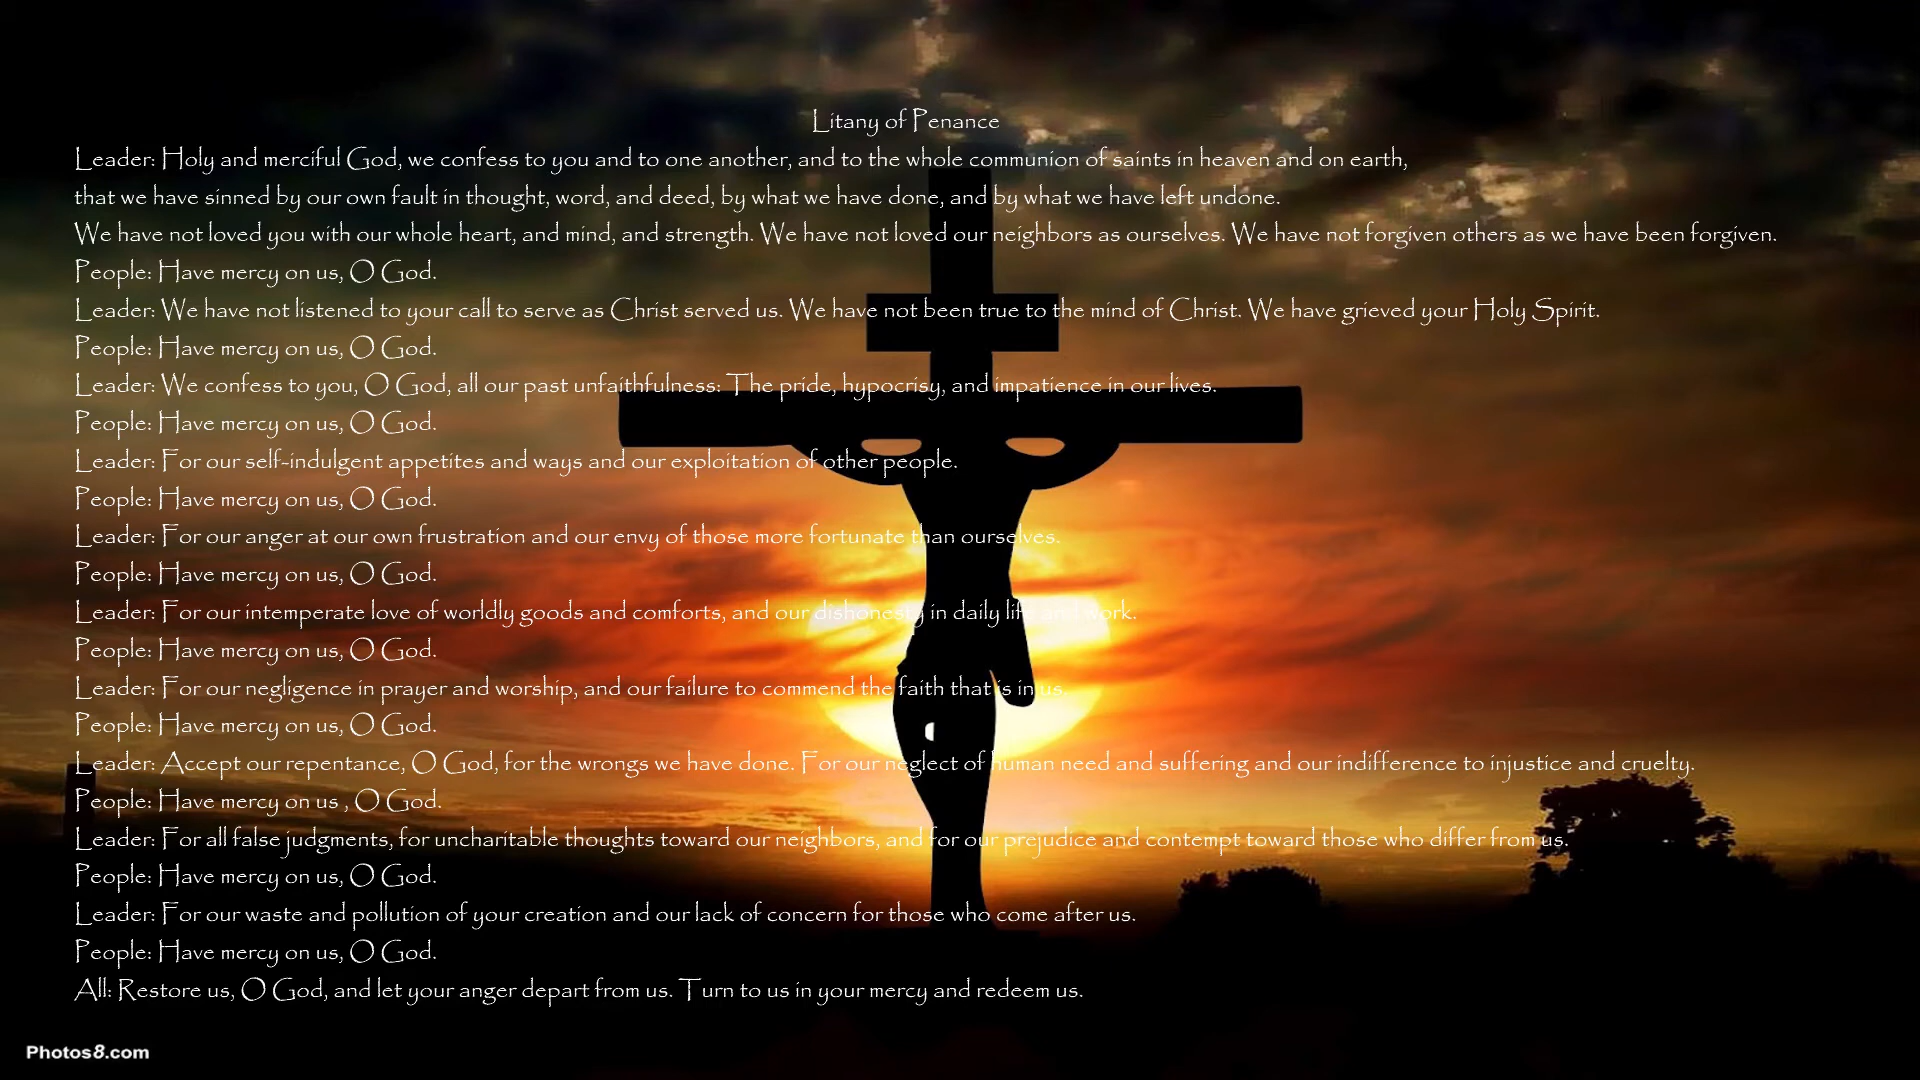 Litany of Penance
Leader: Holy and merciful God, we confess to you and to one another, and to the whole communion of saints in heaven and on earth,
that we have sinned by our own fault in thought, word, and deed, by what we have done, and by what we have left undone.
We have not loved you with our whole heart, and mind, and strength. We have not loved our neighbors as ourselves. We have not forgiven others as we have been forgiven.
People: Have mercy on us, O God.
Leader: We have not listened to your call to serve as Christ served us. We have not been true to the mind of Christ. We have grieved your Holy Spirit.
People: Have mercy on us, O God.
Leader: We confess to you, O God, all our past unfaithfulness: The pride, hypocrisy, and impatience in our lives.
People: Have mercy on us, O God.
Leader: For our self-indulgent appetites and ways and our exploitation of other people.
People: Have mercy on us, O God.
Leader: For our anger at our own frustration and our envy of those more fortunate than ourselves.
People: Have mercy on us, O God.
Leader: For our intemperate love of worldly goods and comforts, and our dishonesty in daily life and work.
People: Have mercy on us, O God.
Leader: For our negligence in prayer and worship, and our failure to commend the faith that is in us.
People: Have mercy on us, O God.
Leader: Accept our repentance, O God, for the wrongs we have done. For our neglect of human need and suffering and our indifference to injustice and cruelty.
People: Have mercy on us , O God.
Leader: For all false judgments, for uncharitable thoughts toward our neighbors, and for our prejudice and contempt toward those who differ from us.
People: Have mercy on us, O God.
Leader: For our waste and pollution of your creation and our lack of concern for those who come after us.
People: Have mercy on us, O God.
All: Restore us, O God, and let your anger depart from us. Turn to us in your mercy and redeem us.
Photos8.com